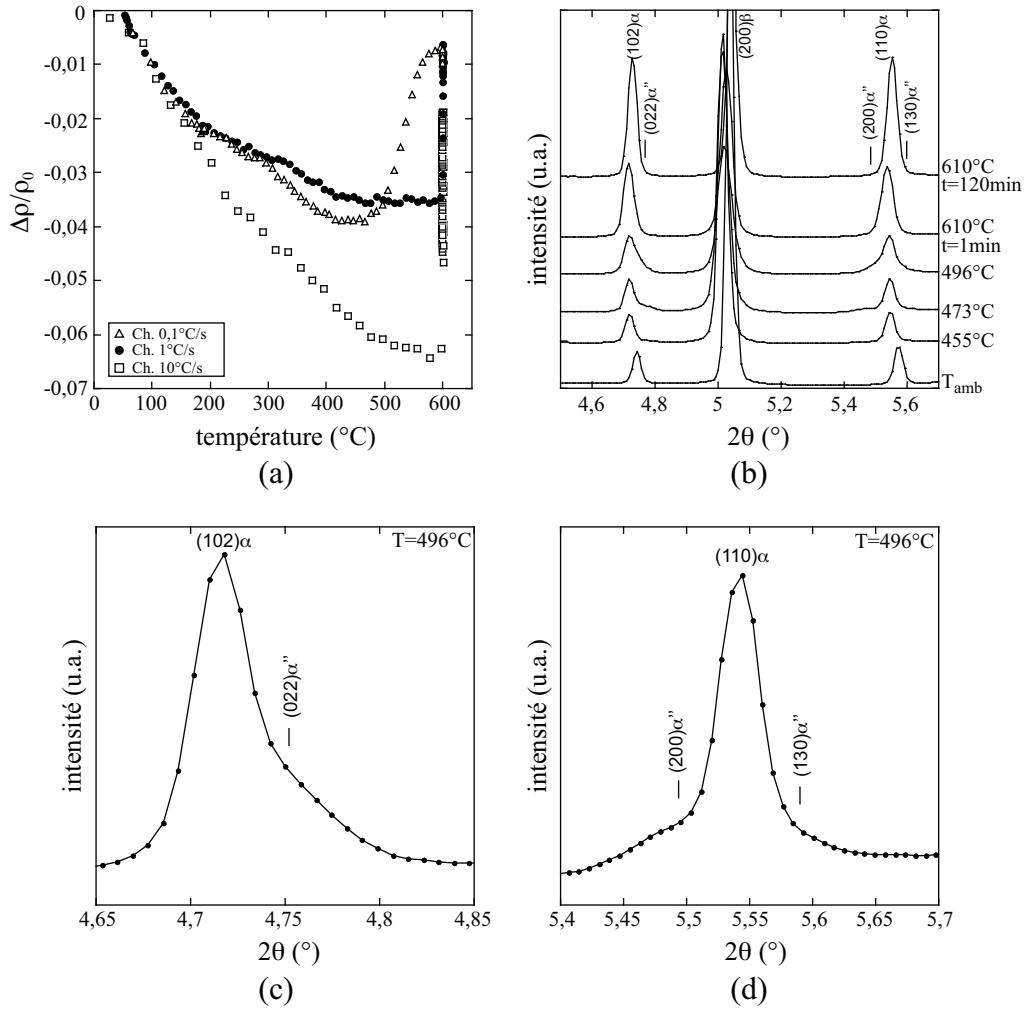 0
-0,01
-0,02
-0,03
-0,04
-0,05
-0,06
-0,07
Δρ/ρ0
Ch. 0,1°C/s
Ch. 1°C/s
Ch. 10°C/s
0 100 200 300 400 500 600
température (°C)
(a)
intensité (u.a.)
(102)α
(022)α"
(200)β
(200)α"
(110)α
(130)α"
610°C
t=120min
610°C
t=1min
496°C
473°C
455°C
Tamb
4,6 4,8 5 5,2 5,4 5,6
2θ (°)
(b)
(102)α
T=496°C
(022)α"
intensité (u.a.)
4,65 4,7 4,75 4,8 4,85
2θ (°)
(c)
T=496°C
(110)α
(200)α"
(130)α"
intensité (u.a.)
5,4 5,45 5,5 5,55 5,6 5,65 5,7
2θ (°)
(d)